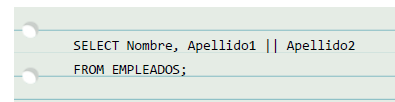 SELECT Nombre, Apellido1 || Apellido2
FROM EMPLEADOS;